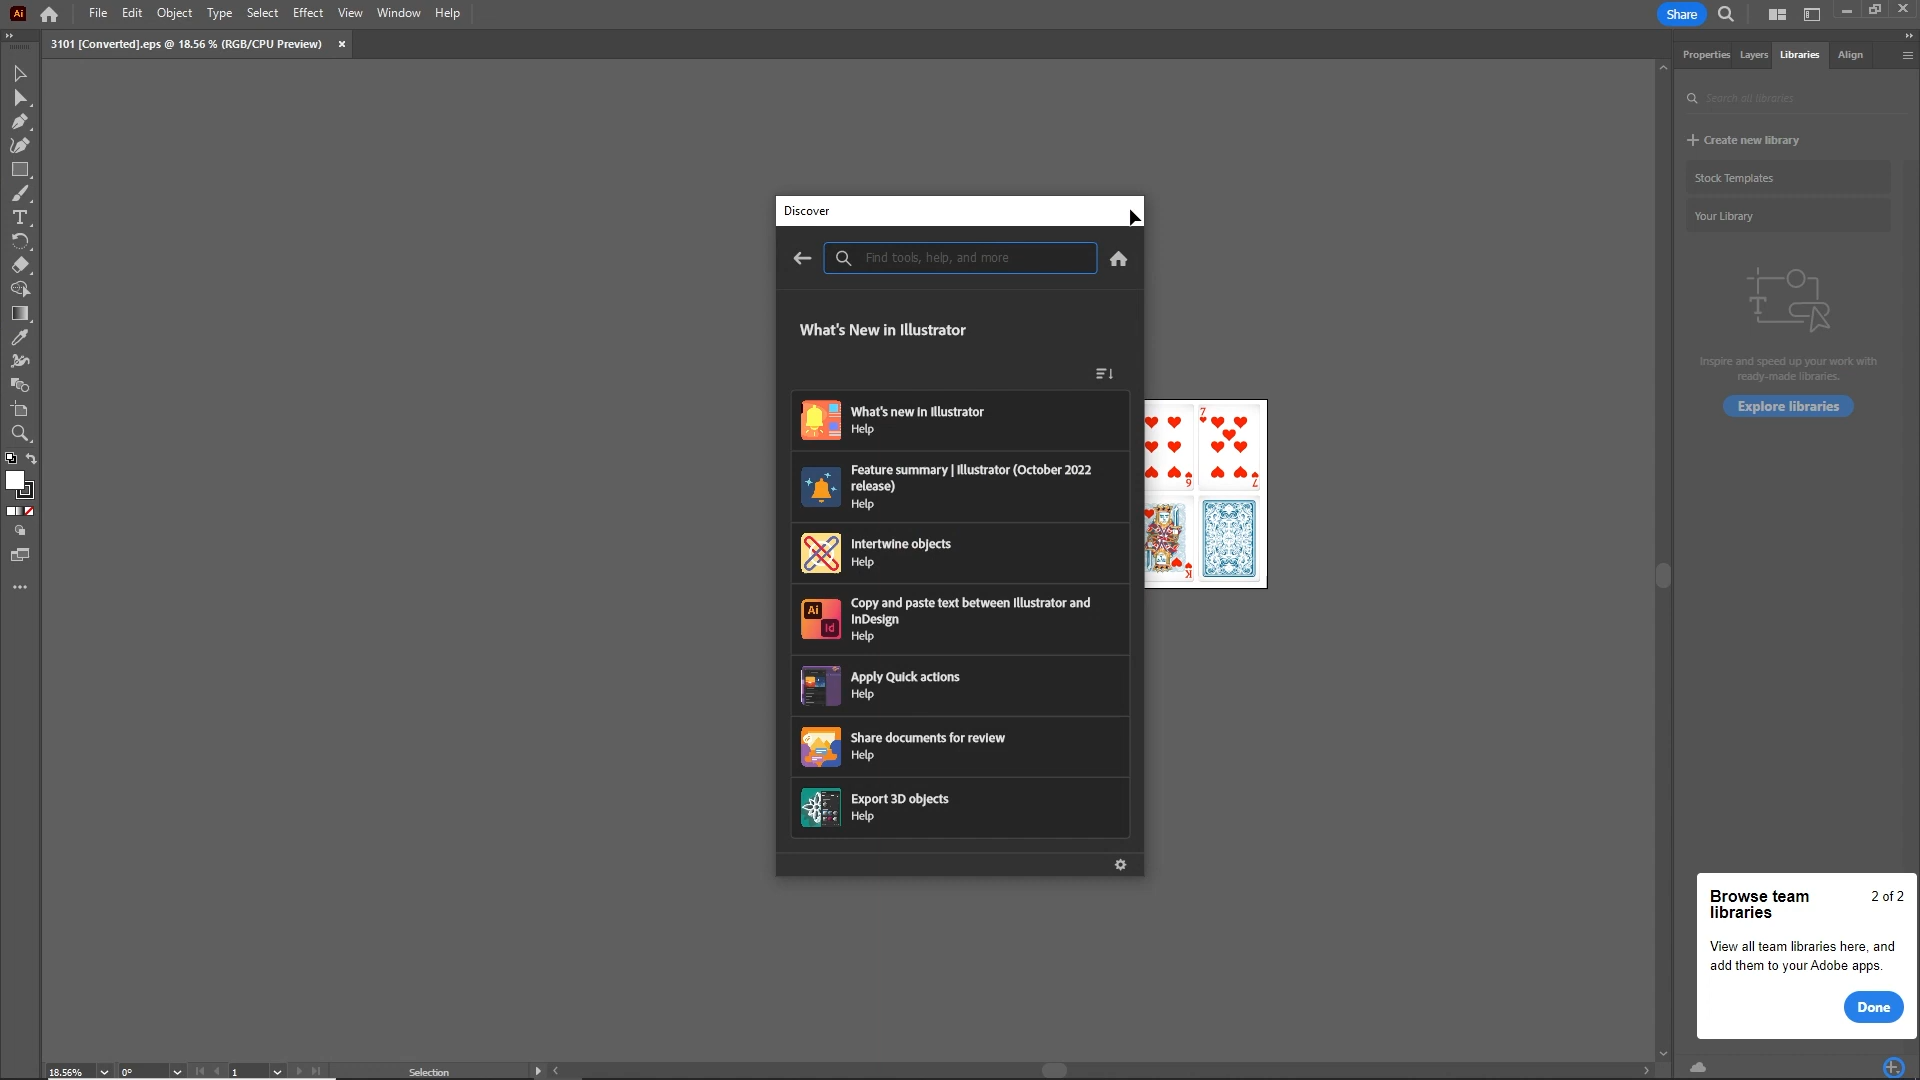 Ai File Edit Object Type Select Effect View Window Help Share
3101 [Converted].eps @ 18.56 % (RGB/CPU Preview)
Properties Layers Libraries Align
Search all libraries
Create new library
Stock Templates
Your Library
Inspire and speed up your work with
ready-made libraries.
Explore libraries
Discover
Find tools, help, and more
What's New in Illustrator
What's new in Illustrator
Help
Feature summary | Illustrator (October 2022
release)
Help
Intertwine objects
Help
Ai
Id
Copy and paste text between Illustrator and
InDesign
Help
Apply Quick actions
Help
Share documents for review
Help
Export 3D objects
Help
7
6
7
K
T
Browse team
libraries
2 of 2
View all team libraries here, and
add them to your Adobe apps.
Done
18.56% 0° 1 Selection